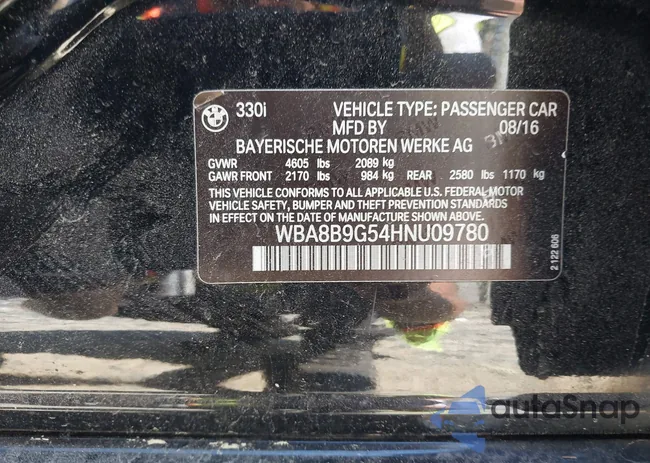 330i VEHICLE TYPE: PASSENGER CAR
MFD BY 08/16
BAYERISCHE MOTOREN WERKE AG
GVWR 4605 lbs 2089 kg
GAWR FRONT 2170 lbs 984 kg REAR 2580 lbs 1170 kg
THIS VEHICLE CONFORMS TO ALL APPLICABLE U.S. FEDERAL MOTOR
VEHICLE SAFETY, BUMPER AND THEFT PREVENTION STANDARDS
IN EFFECT ON THE DATE OF MANUFACTURE SHOWN ABOVE.
WBA8B9G54HNU09780
2 122 606
autoSnap